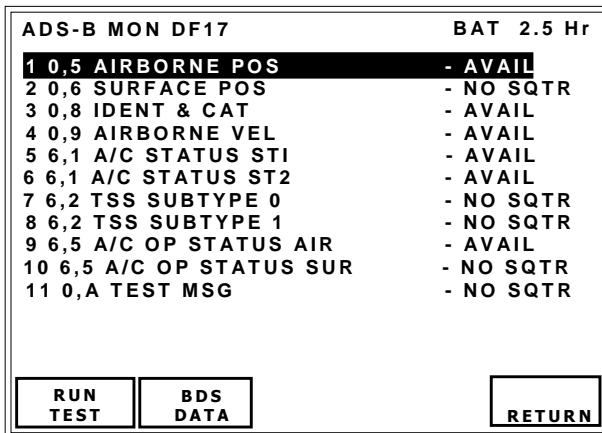 ADS-B MON DF17 BAT 2.5 Hr
1 0,5 AIRBORNE POS - AVAIL
2 0,6 SURFACE POS - NO SQTR
3 0,8 IDENT & CAT - AVAIL
4 0,9 AIRBORNE VEL - AVAIL
5 6,1 A/C STATUS STI - AVAIL
6 6,1 A/C STATUS ST2 - AVAIL
7 6,2 TSS SUBTYPE 0 - NO SQTR
8 6,2 TSS SUBTYPE 1 - NO SQTR
9 6,5 A/C OP STATUS AIR - AVAIL
10 6,5 A/C OP STATUS SUR - NO SQTR
11 0,A TEST MSG - NO SQTR
RUN
TEST
BDS
DATA
RETURN